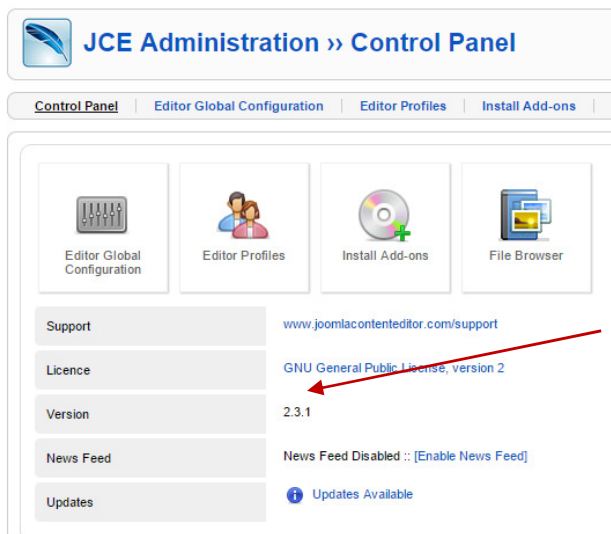 JCE Administration ›› Control Panel
Control Panel | Editor Global Configuration | Editor Profiles | Install Add-ons |
Editor Global
Configuration
Editor Profiles
Install Add-ons
File Browser
Support www.joomlacontenteditor.com/support
Licence GNU General Public License, version 2
Version 2.3.1
News Feed News Feed Disabled :: [Enable News Feed]
Updates Updates Available